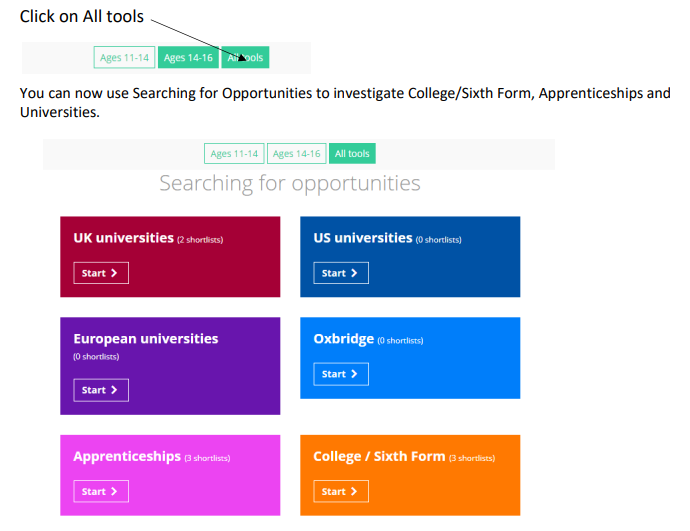 Click on All tools
Ages 11-14 Ages 14-16 All tools
You can now use Searching for Opportunities to investigate College/Sixth Form, Apprenticeships and
Universities.
Ages 11-14 Ages 14-16 All tools
Searching for opportunities
UK universities (2 shortlists)
Start
US universities (0 shortlists)
Start
European universities
(0 shortlists)
Start
Oxbridge (0 shortlists)
Start
Apprenticeships (3 shortlists)
Start
College / Sixth Form (3 shortlists)
Start